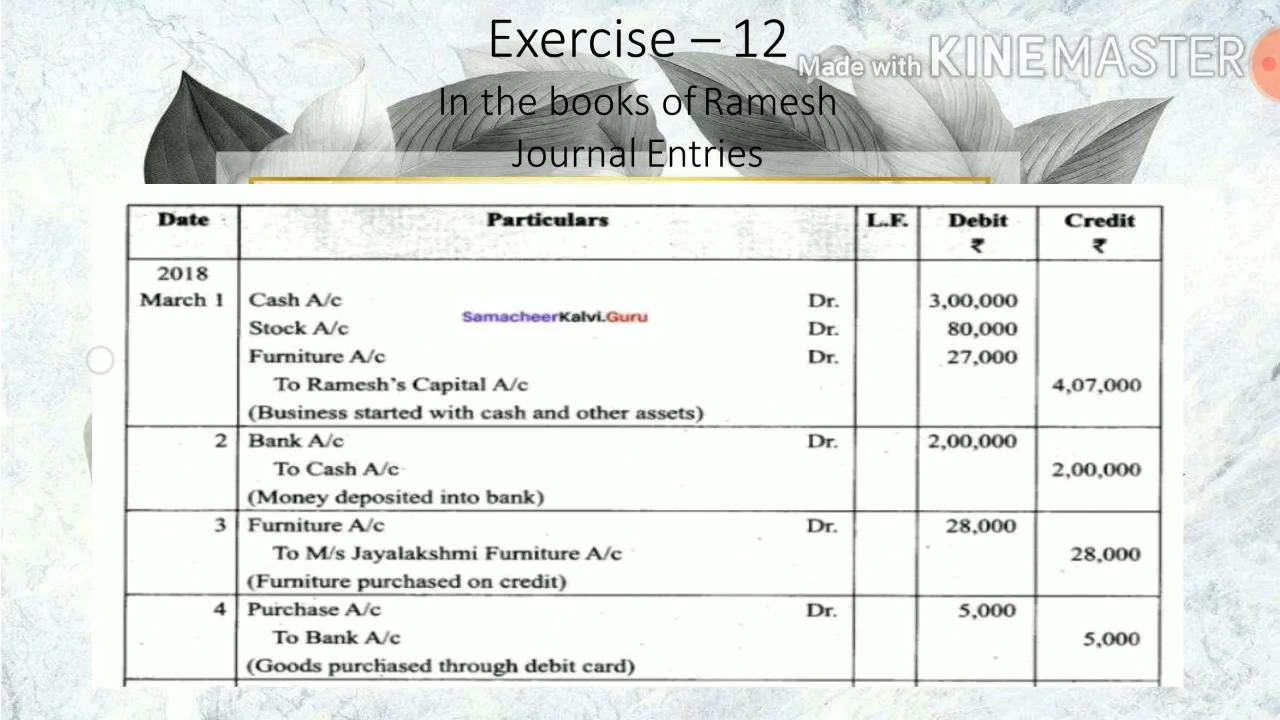 Exercise – 12
Made with KINEMASTER
In the books of Ramesh
Journal Entries
Date Particulars L.F. Debit ₹ Credit ₹
2018
March 1 Cash A/c Dr. 3,00,000
SamacheerKalvi.Guru
Stock A/c Dr. 80,000
Furniture A/c Dr. 27,000
To Ramesh's Capital A/c 4,07,000
(Business started with cash and other assets)
2 Bank A/c Dr. 2,00,000
To Cash A/c 2,00,000
(Money deposited into bank)
3 Furniture A/c Dr. 28,000
To M/s Jayalakshmi Furniture A/c 28,000
(Furniture purchased on credit)
4 Purchase A/c Dr. 5,000
To Bank A/c 5,000
(Goods purchased through debit card)